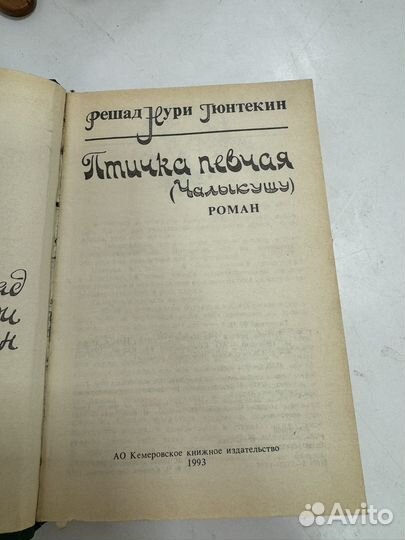 Решад Нури Гюнтекин
Птичка певчая
(Чалыкушу)
РОМАН
АО Кемеровское книжное издательство
1993
Avito